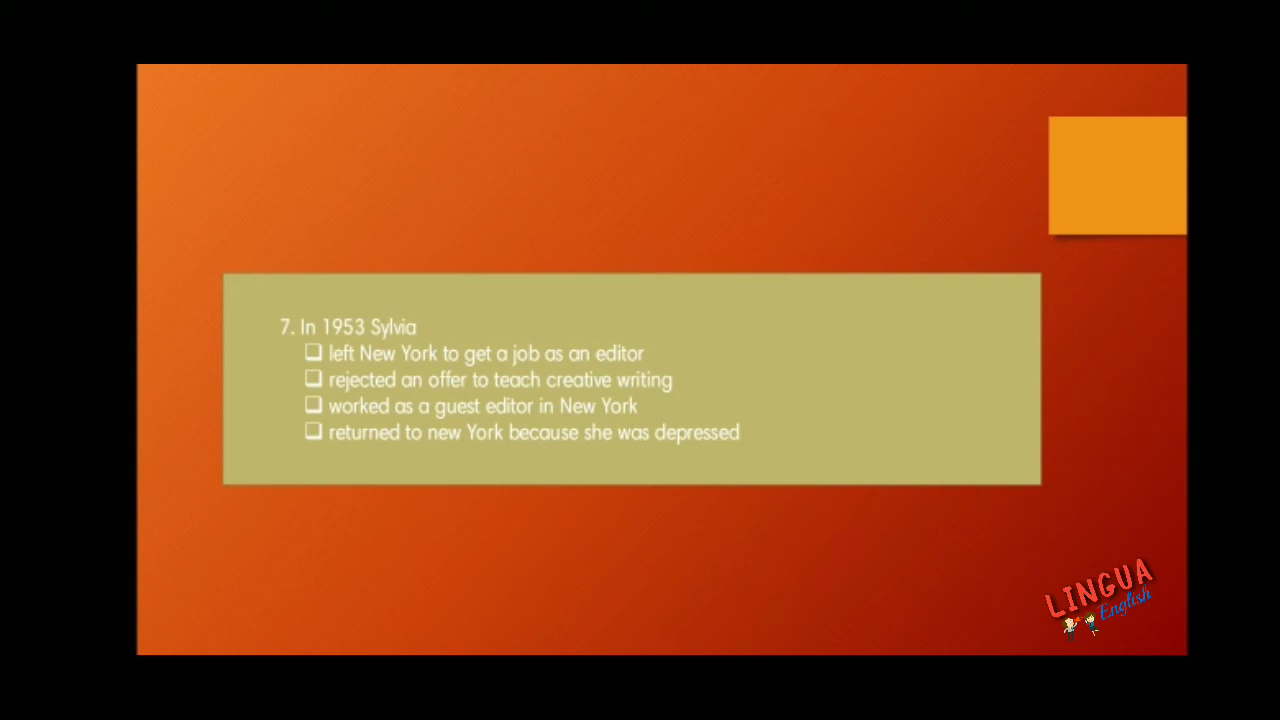 7. In 1953 Sylvia
❑ left New York to get a job as an editor
❑ rejected an offer to teach creative writing
❑ worked as a guest editor in New York
❑ returned to new York because she was depressed
LINGUA
English